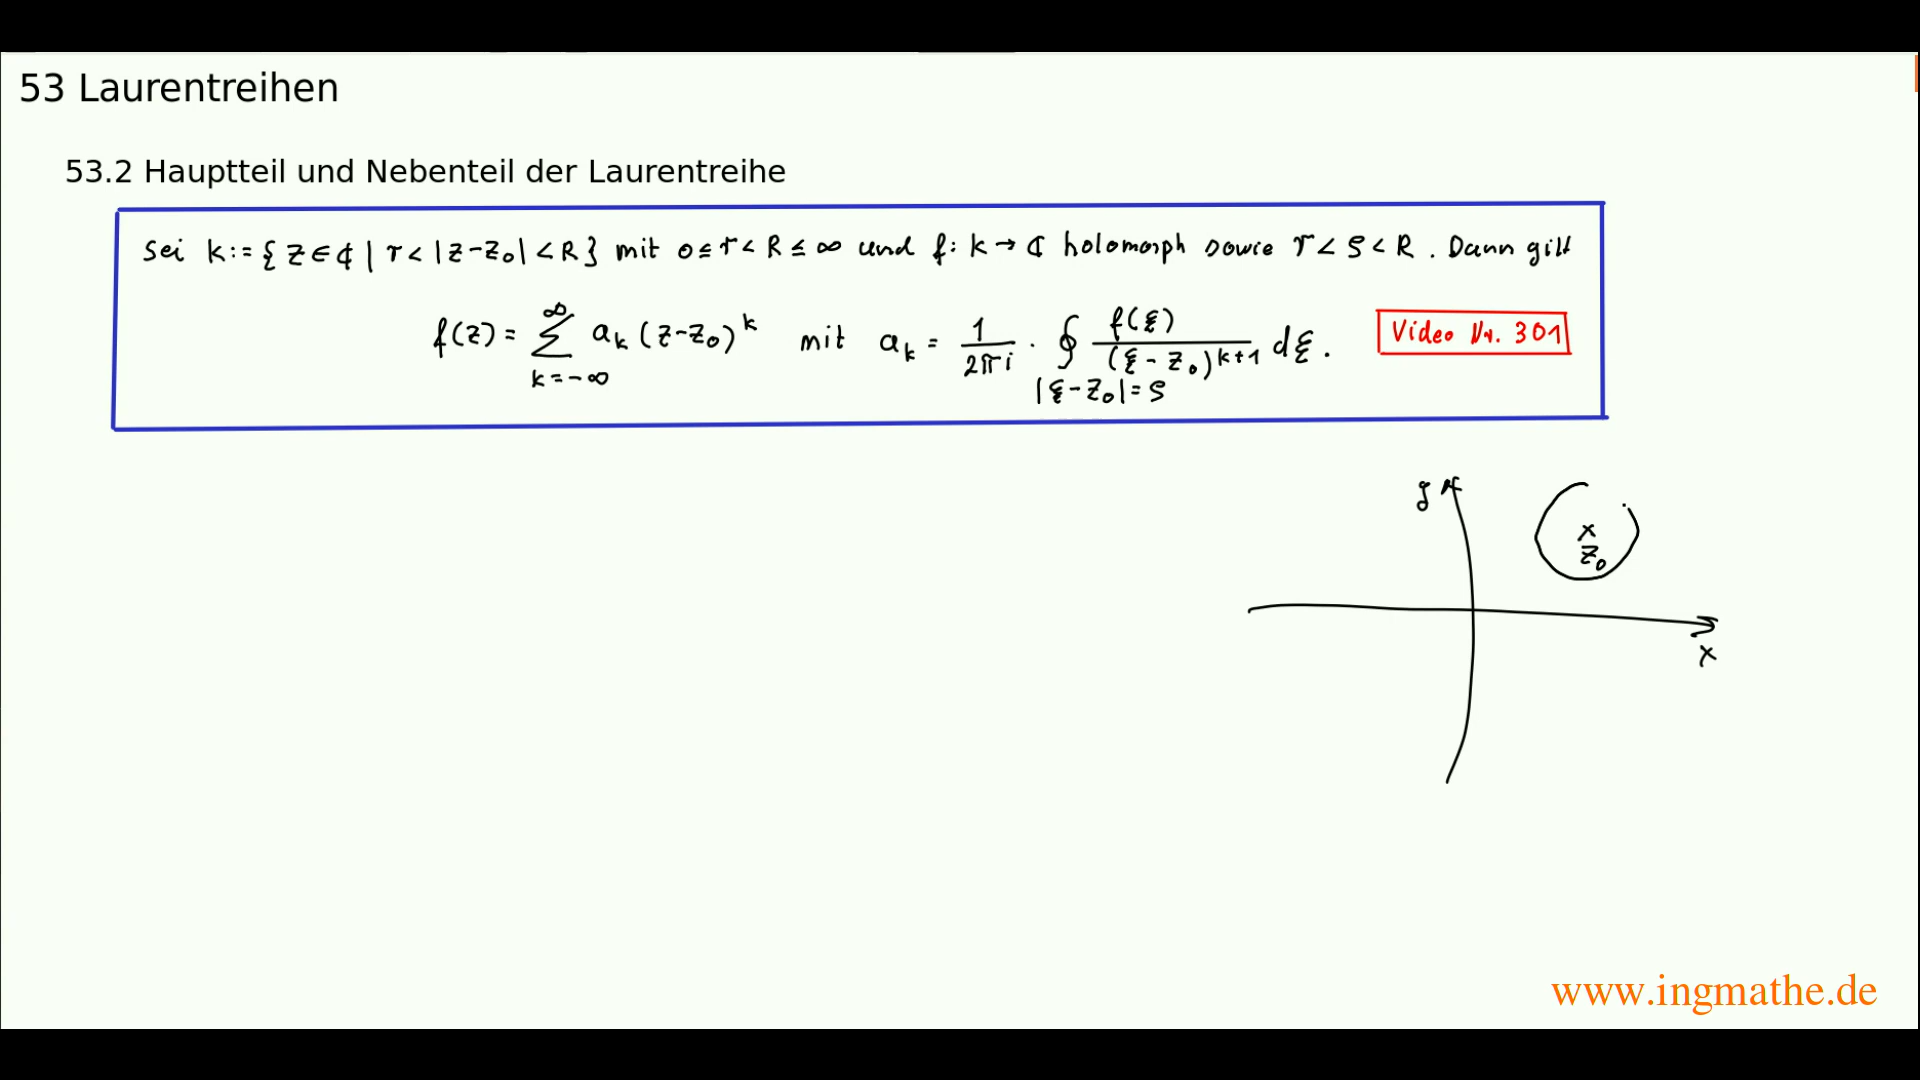 53 Laurentreihen
53.2 Hauptteil und Nebenteil der Laurentreihe
Sei K := { z ∈ ℂ | r < |z-z₀| < R } mit 0 ≤ r < R ≤ ∞ und f: K → ℂ holomorph sowie r < ρ < R . Dann gilt
f(z) = ∑_{k=-∞}^{∞} a_k (z-z₀)^k mit a_k = 1/(2πi) · ∮_{|ξ-z₀|=ρ} f(ξ)/(ξ-z₀)^{k+1} dξ .
Video Nr. 301
y
x
z₀
x
www.ingmathe.de